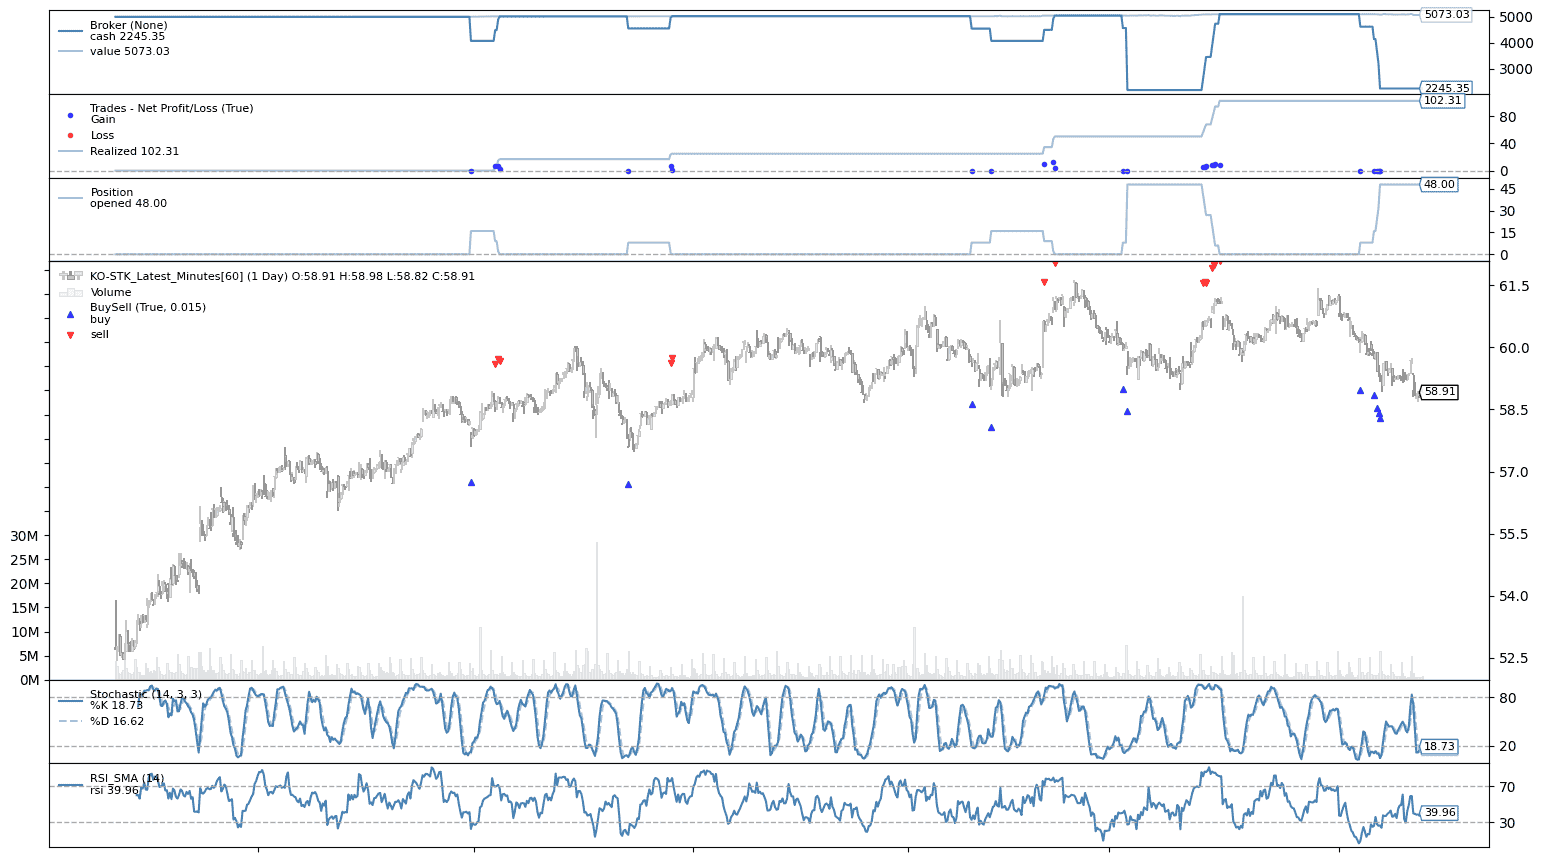 Broker (None)
cash 2245.35
value 5073.03
5073.03
5000
4000
3000
2245.35
Trades - Net Profit/Loss (True)
Gain
Loss
Realized 102.31
102.31
80
40
0
Position
opened 48.00
48.00
45
30
15
0
KO-STK_Latest_Minutes[60] (1 Day) O:58.91 H:58.98 L:58.82 C:58.91
Volume
BuySell (True, 0.015)
buy
sell
61.5
60.0
58.91
58.5
57.0
55.5
54.0
52.5
30M
25M
20M
15M
10M
5M
0M
Stochastic (14, 3, 3)
%K 18.73
%D 16.62
80
20
18.73
RSI_SMA (14)
rsi 39.96
70
39.96
30